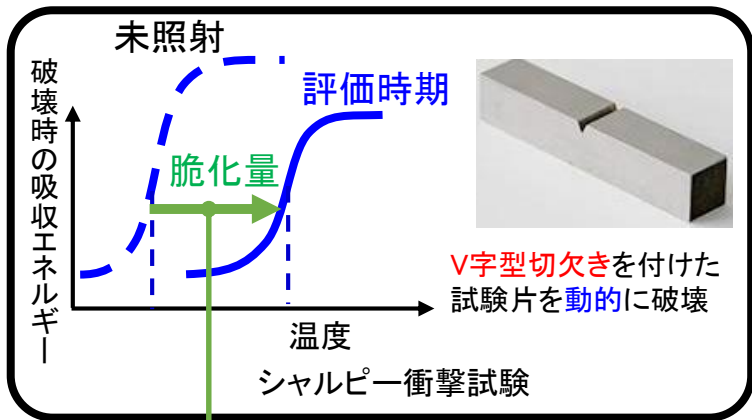 未照射
破壊時の吸収エネルギー
評価時期
脆化量
V字型切欠きを付けた
試験片を動的に破壊
温度
シャルピー衝撃試験